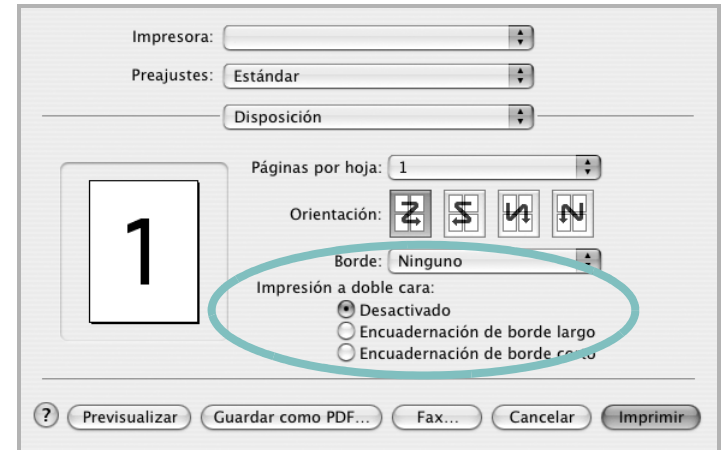 Impresora:
Preajustes: Estándar
Disposición
Páginas por hoja: 1
1
Orientación:
Borde: Ninguno
Impresión a doble cara:
Desactivado
Encuadernación de borde largo
Encuadernación de borde corto
? Previsualizar Guardar como PDF... Fax... Cancelar Imprimir